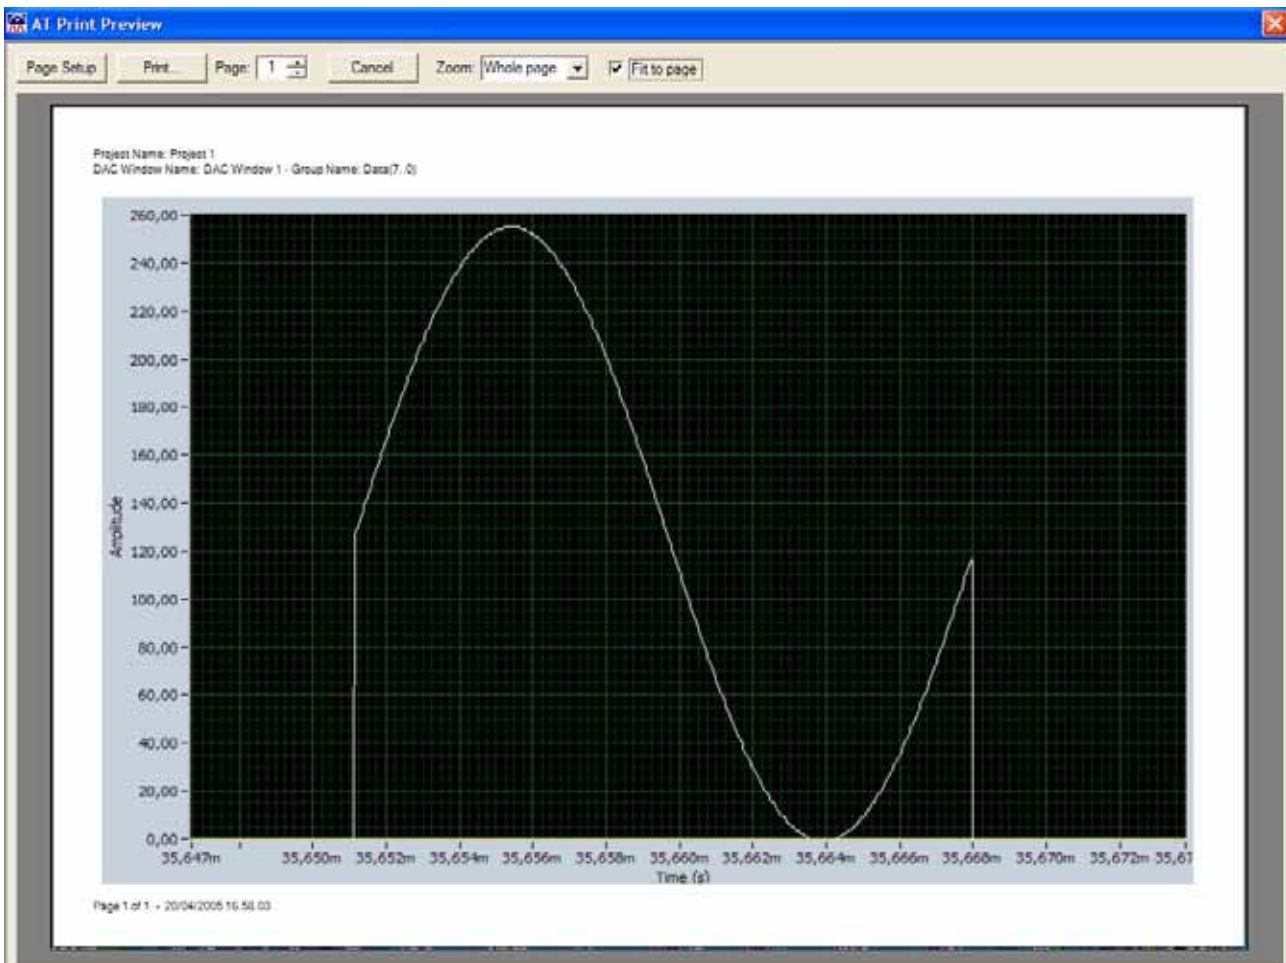 AT Print Preview
Page Setup Print... Page: 1 Cancel Zoom: Whole page Fit to page
Project Name: Project 1
DAC Window Name: DAC Window 1 - Group Name: Data(7..0)
260,00
240,00
220,00
200,00
180,00
160,00
140,00
120,00
100,00
80,00
60,00
40,00
20,00
0,00
Amplitude
35,647m 35,650m 35,652m 35,654m 35,656m 35,658m 35,660m 35,662m 35,664m 35,666m 35,668m 35,670m 35,672m 35,67
Time (s)
Page 1 of 1 - 20/04/2005 16.58.03